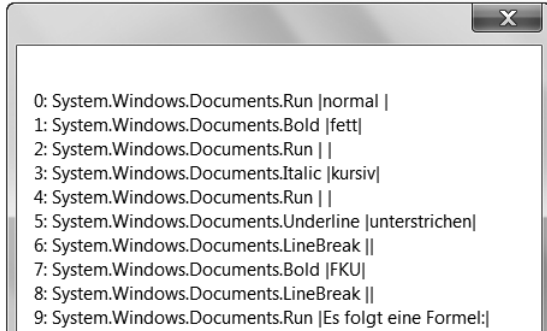 0: System.Windows.Documents.Run |normal |
1: System.Windows.Documents.Bold |fett|
2: System.Windows.Documents.Run | |
3: System.Windows.Documents.Italic |kursiv|
4: System.Windows.Documents.Run | |
5: System.Windows.Documents.Underline |unterstrichen|
6: System.Windows.Documents.LineBreak ||
7: System.Windows.Documents.Bold |FKU|
8: System.Windows.Documents.LineBreak ||
9: System.Windows.Documents.Run |Es folgt eine Formel:|